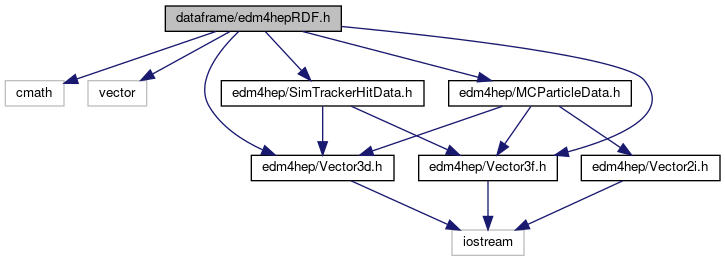 dataframe/edm4hepRDF.h
cmath
vector
edm4hep/SimTrackerHitData.h
edm4hep/MCParticleData.h
edm4hep/Vector3d.h
edm4hep/Vector3f.h
edm4hep/Vector2i.h
iostream